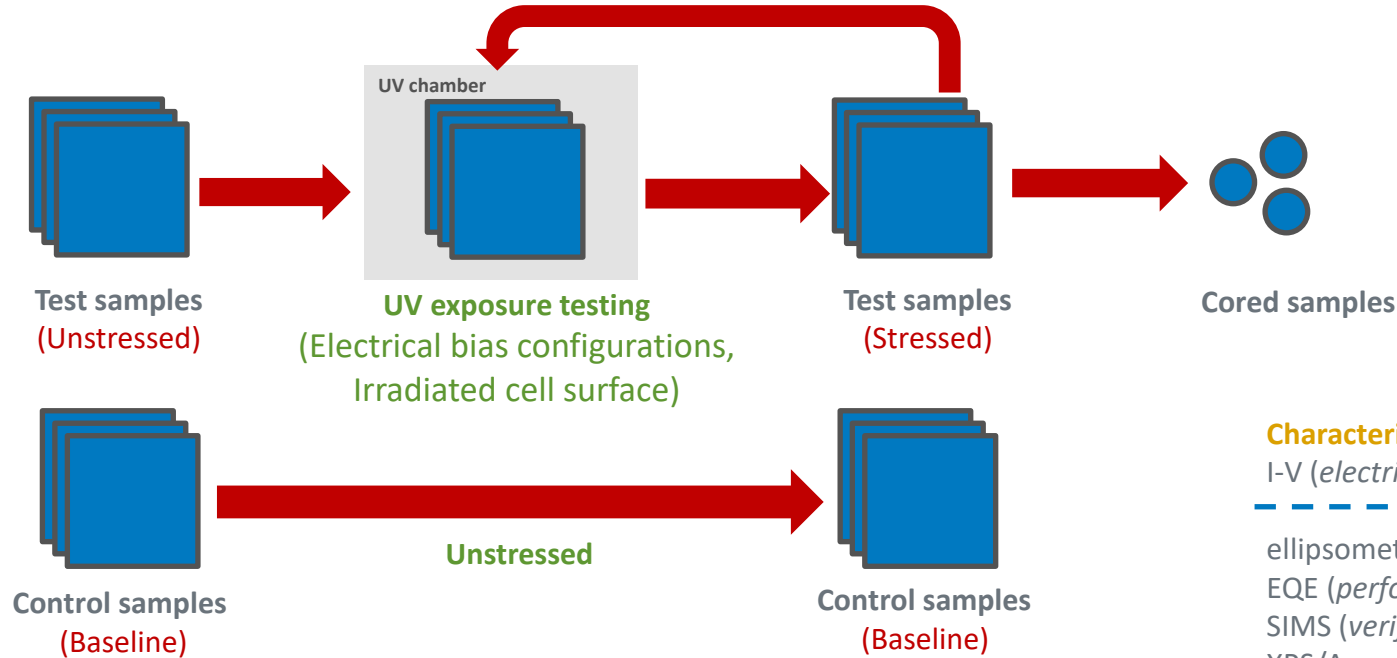 UV chamber
Test samples
(Unstressed)
UV exposure testing
(Electrical bias configurations,
Irradiated cell surface)
Test samples
(Stressed)
Cored samples
Unstressed
Control samples
(Baseline)
Control samples
(Baseline)
I-V
EQE
SIMS